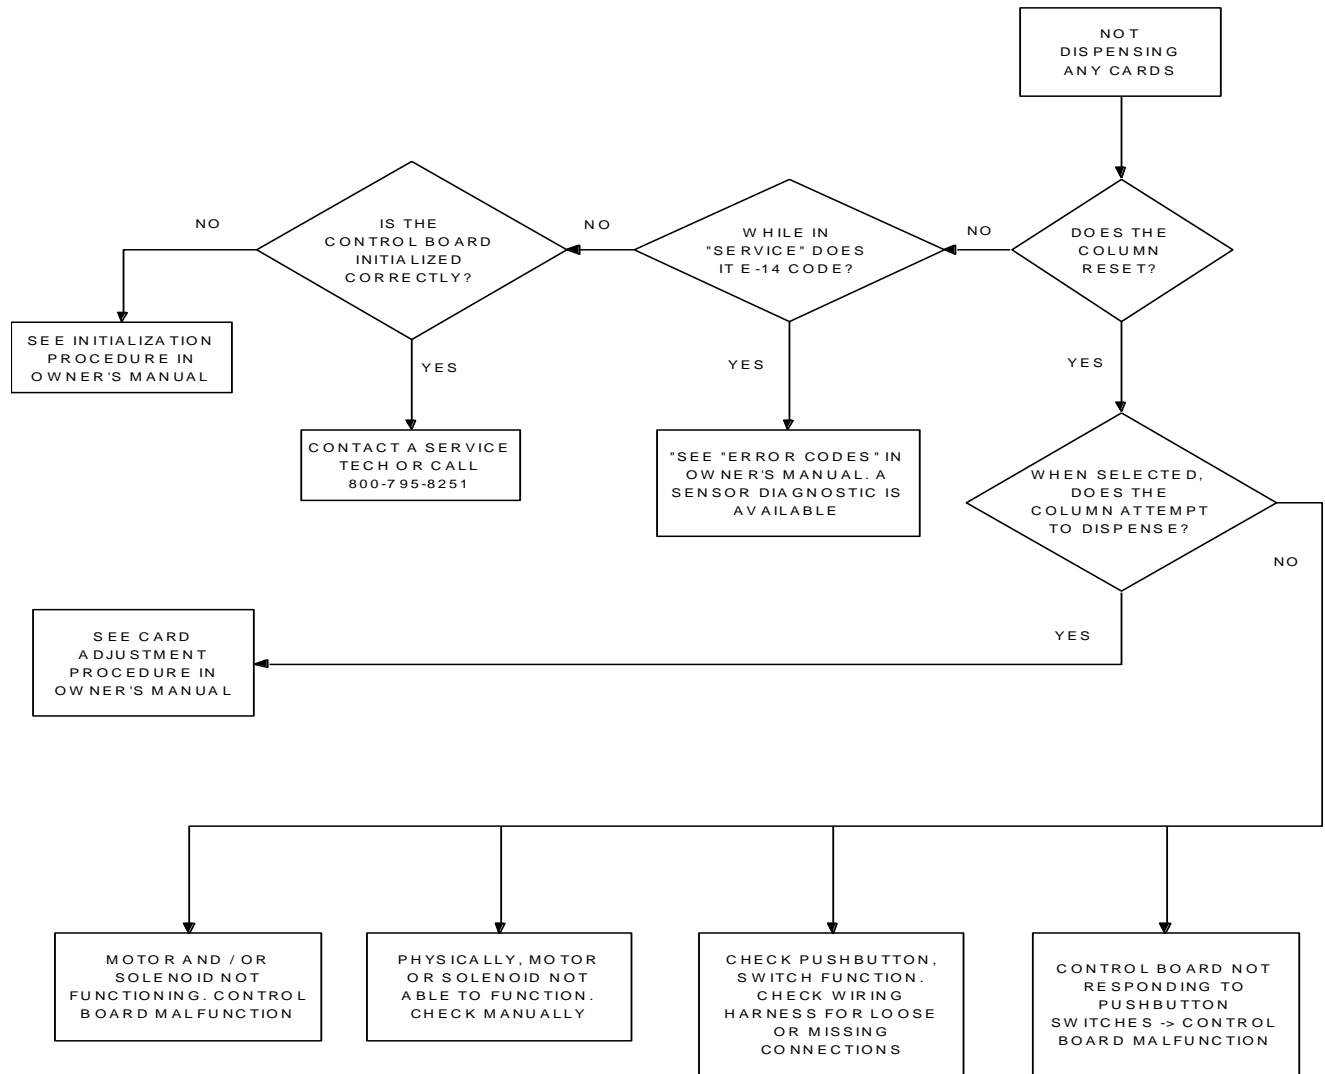 NOT
DISPENSING
ANY CARDS
DOES THE
COLUMN
RESET?
NO
WHILE IN
"SERVICE" DOES
IT E-14 CODE?
NO
IS THE
CONTROL BOARD
INITIALIZED
CORRECTLY?
NO
SEE INITIALIZATION
PROCEDURE IN
OWNER'S MANUAL
YES
CONTACT A SERVICE
TECH OR CALL
800-795-8251
YES
"SEE "ERROR CODES" IN
OWNER'S MANUAL. A
SENSOR DIAGNOSTIC IS
AVAILABLE
YES
WHEN SELECTED,
DOES THE
COLUMN ATTEMPT
TO DISPENSE?
NO
YES
SEE CARD
ADJUSTMENT
PROCEDURE IN
OWNER'S MANUAL
MOTOR AND / OR
SOLENOID NOT
FUNCTIONING. CONTROL
BOARD MALFUNCTION
PHYSICALLY, MOTOR
OR SOLENOID NOT
ABLE TO FUNCTION.
CHECK MANUALLY
CHECK PUSHBUTTON,
SWITCH FUNCTION.
CHECK WIRING
HARNESS FOR LOOSE
OR MISSING
CONNECTIONS
CONTROL BOARD NOT
RESPONDING TO
PUSHBUTTON
SWITCHES -> CONTROL
BOARD MALFUNCTION